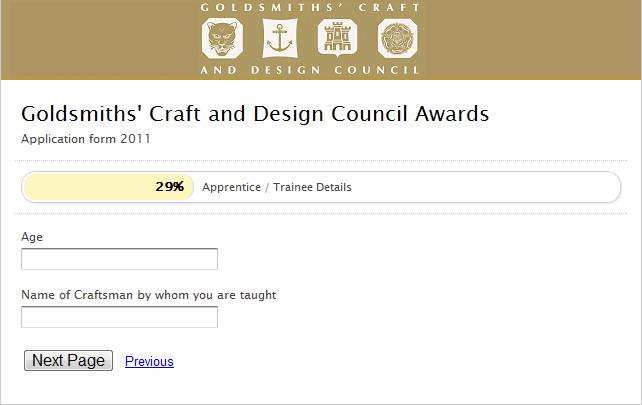 GOLDSMITHS' CRAFT
AND DESIGN COUNCIL
Goldsmiths' Craft and Design Council Awards
Application form 2011
29% Apprentice / Trainee Details
Age
Name of Craftsman by whom you are taught
Next Page Previous